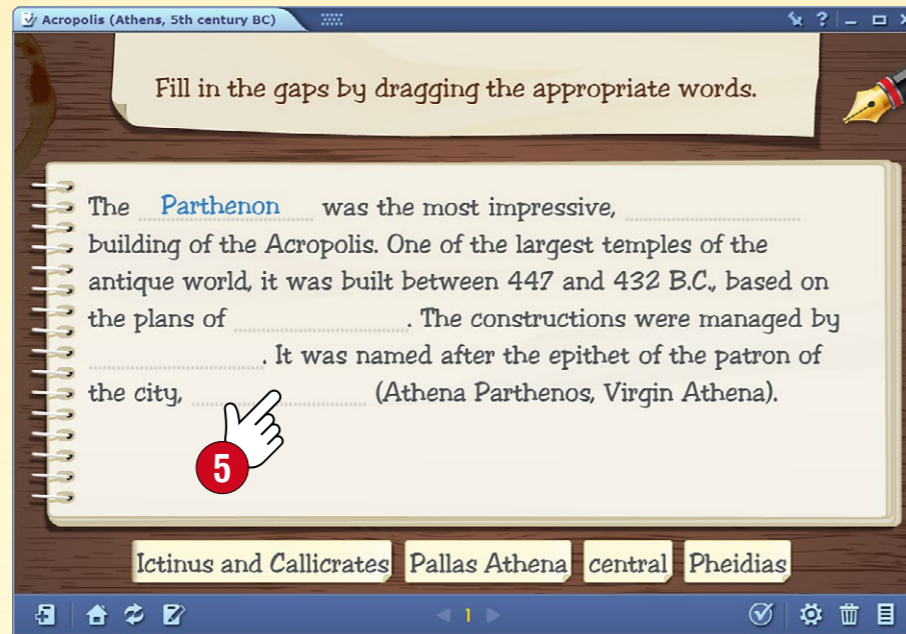 Acropolis (Athens, 5th century BC)
Fill in the gaps by dragging the appropriate words.
The Parthenon was the most impressive,
building of the Acropolis. One of the largest temples of the
antique world, it was built between 447 and 432 B.C., based on
the plans of . The constructions were managed by
. It was named after the epithet of the patron of
the city, (Athena Parthenos, Virgin Athena).
5
Ictinus and Callicrates Pallas Athena central Pheidias
1